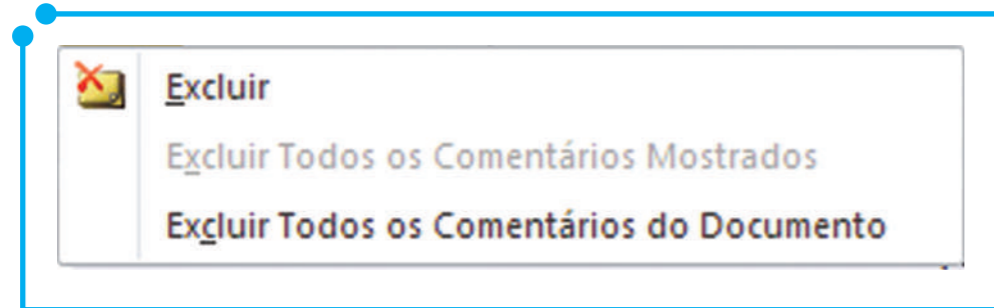 Excluir
Excluir Todos os Comentários Mostrados
Excluir Todos os Comentários do Documento